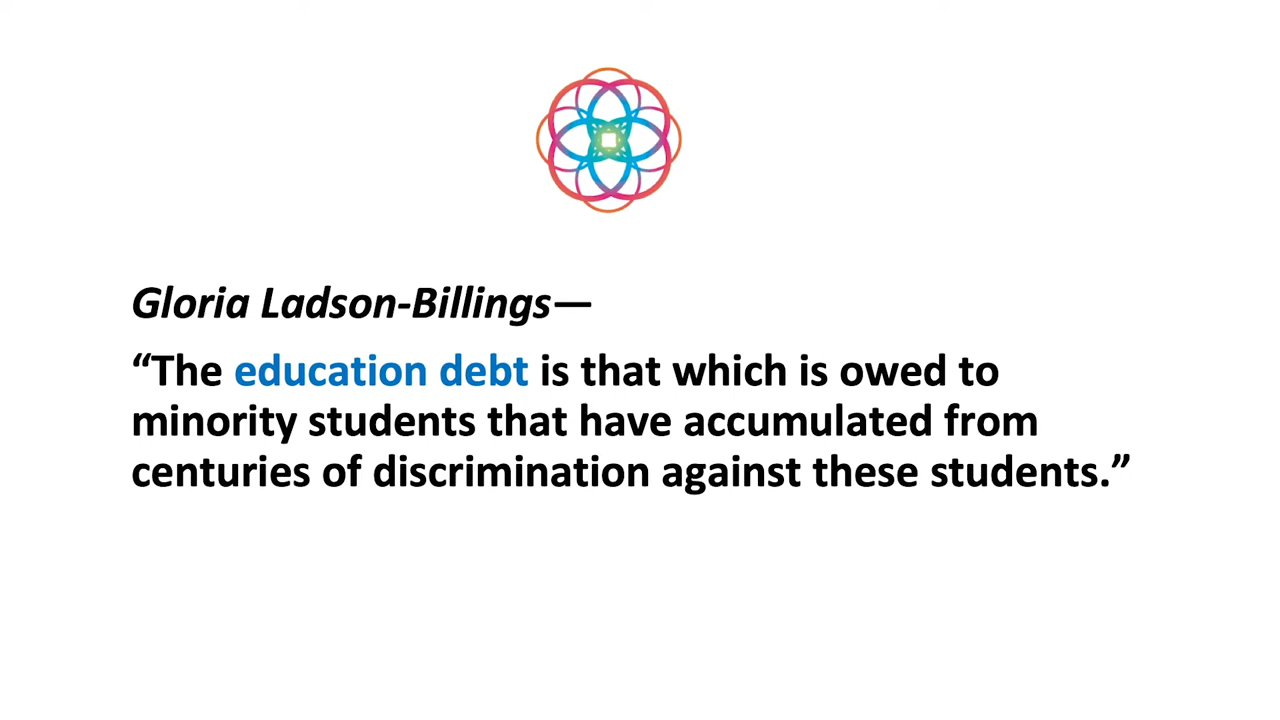 Gloria Ladson-Billings—
“The education debt is that which is owed to
minority students that have accumulated from
centuries of discrimination against these students.”